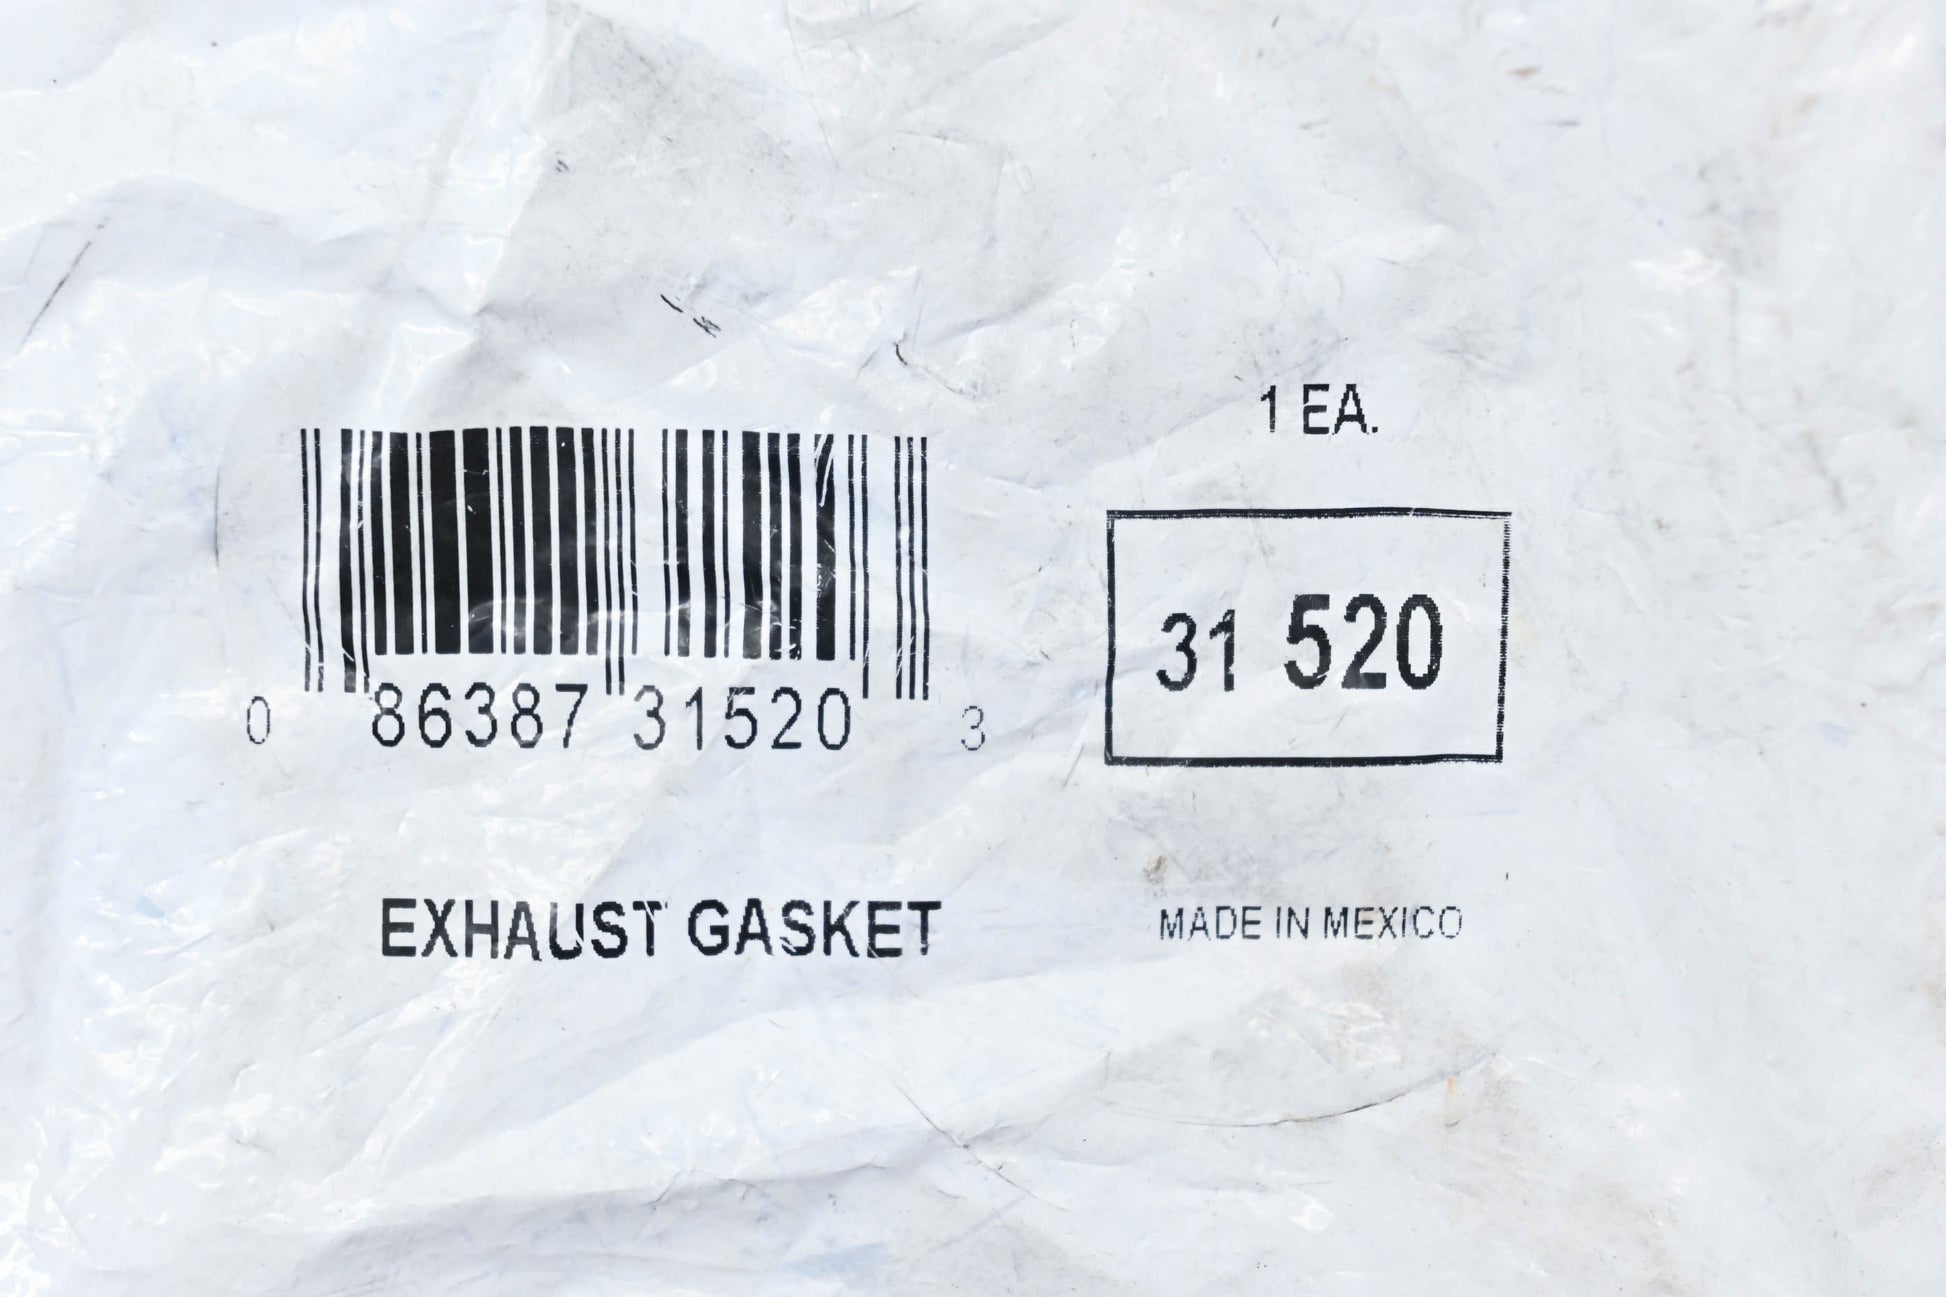 1 EA.
31 520
0 86387 31520 3
EXHAUST GASKET
MADE IN MEXICO